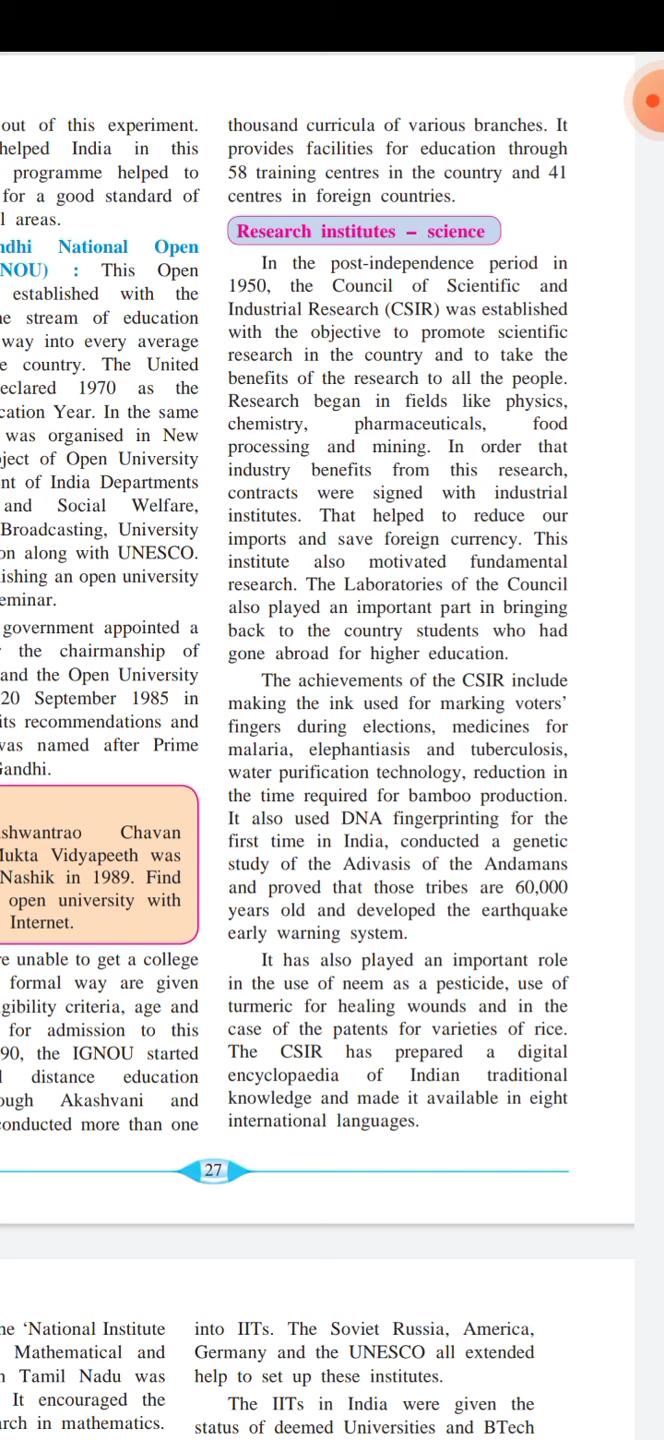 out of this experiment.
helped India in this
programme helped to
for a good standard of
l areas.
ndhi National Open
NOU) : This Open
established with the
e stream of education
way into every average
e country. The United
eclared 1970 as the
cation Year. In the same
was organised in New
ject of Open University
nt of India Departments
and Social Welfare,
Broadcasting, University
on along with UNESCO.
ishing an open university
eminar.
government appointed a
the chairmanship of
and the Open University
20 September 1985 in
its recommendations and
was named after Prime
Gandhi.
shwantrao Chavan
Mukta Vidyapeeth was
Nashik in 1989. Find
open university with
Internet.
re unable to get a college
formal way are given
gibility criteria, age and
for admission to this
90, the IGNOU started
l distance education
ough Akashvani and
conducted more than one
thousand curricula of various branches. It
provides facilities for education through
58 training centres in the country and 41
centres in foreign countries.
Research institutes – science
In the post-independence period in
1950, the Council of Scientific and
Industrial Research (CSIR) was established
with the objective to promote scientific
research in the country and to take the
benefits of the research to all the people.
Research began in fields like physics,
chemistry, pharmaceuticals, food
processing and mining. In order that
industry benefits from this research,
contracts were signed with industrial
institutes. That helped to reduce our
imports and save foreign currency. This
institute also motivated fundamental
research. The Laboratories of the Council
also played an important part in bringing
back to the country students who had
gone abroad for higher education.
The achievements of the CSIR include
making the ink used for marking voters’
fingers during elections, medicines for
malaria, elephantiasis and tuberculosis,
water purification technology, reduction in
the time required for bamboo production.
It also used DNA fingerprinting for the
first time in India, conducted a genetic
study of the Adivasis of the Andamans
and proved that those tribes are 60,000
years old and developed the earthquake
early warning system.
It has also played an important role
in the use of neem as a pesticide, use of
turmeric for healing wounds and in the
case of the patents for varieties of rice.
The CSIR has prepared a digital
encyclopaedia of Indian traditional
knowledge and made it available in eight
international languages.
27
he ‘National Institute
Mathematical and
n Tamil Nadu was
It encouraged the
arch in mathematics.
into IITs. The Soviet Russia, America,
Germany and the UNESCO all extended
help to set up these institutes.
The IITs in India were given the
status of deemed Universities and BTech